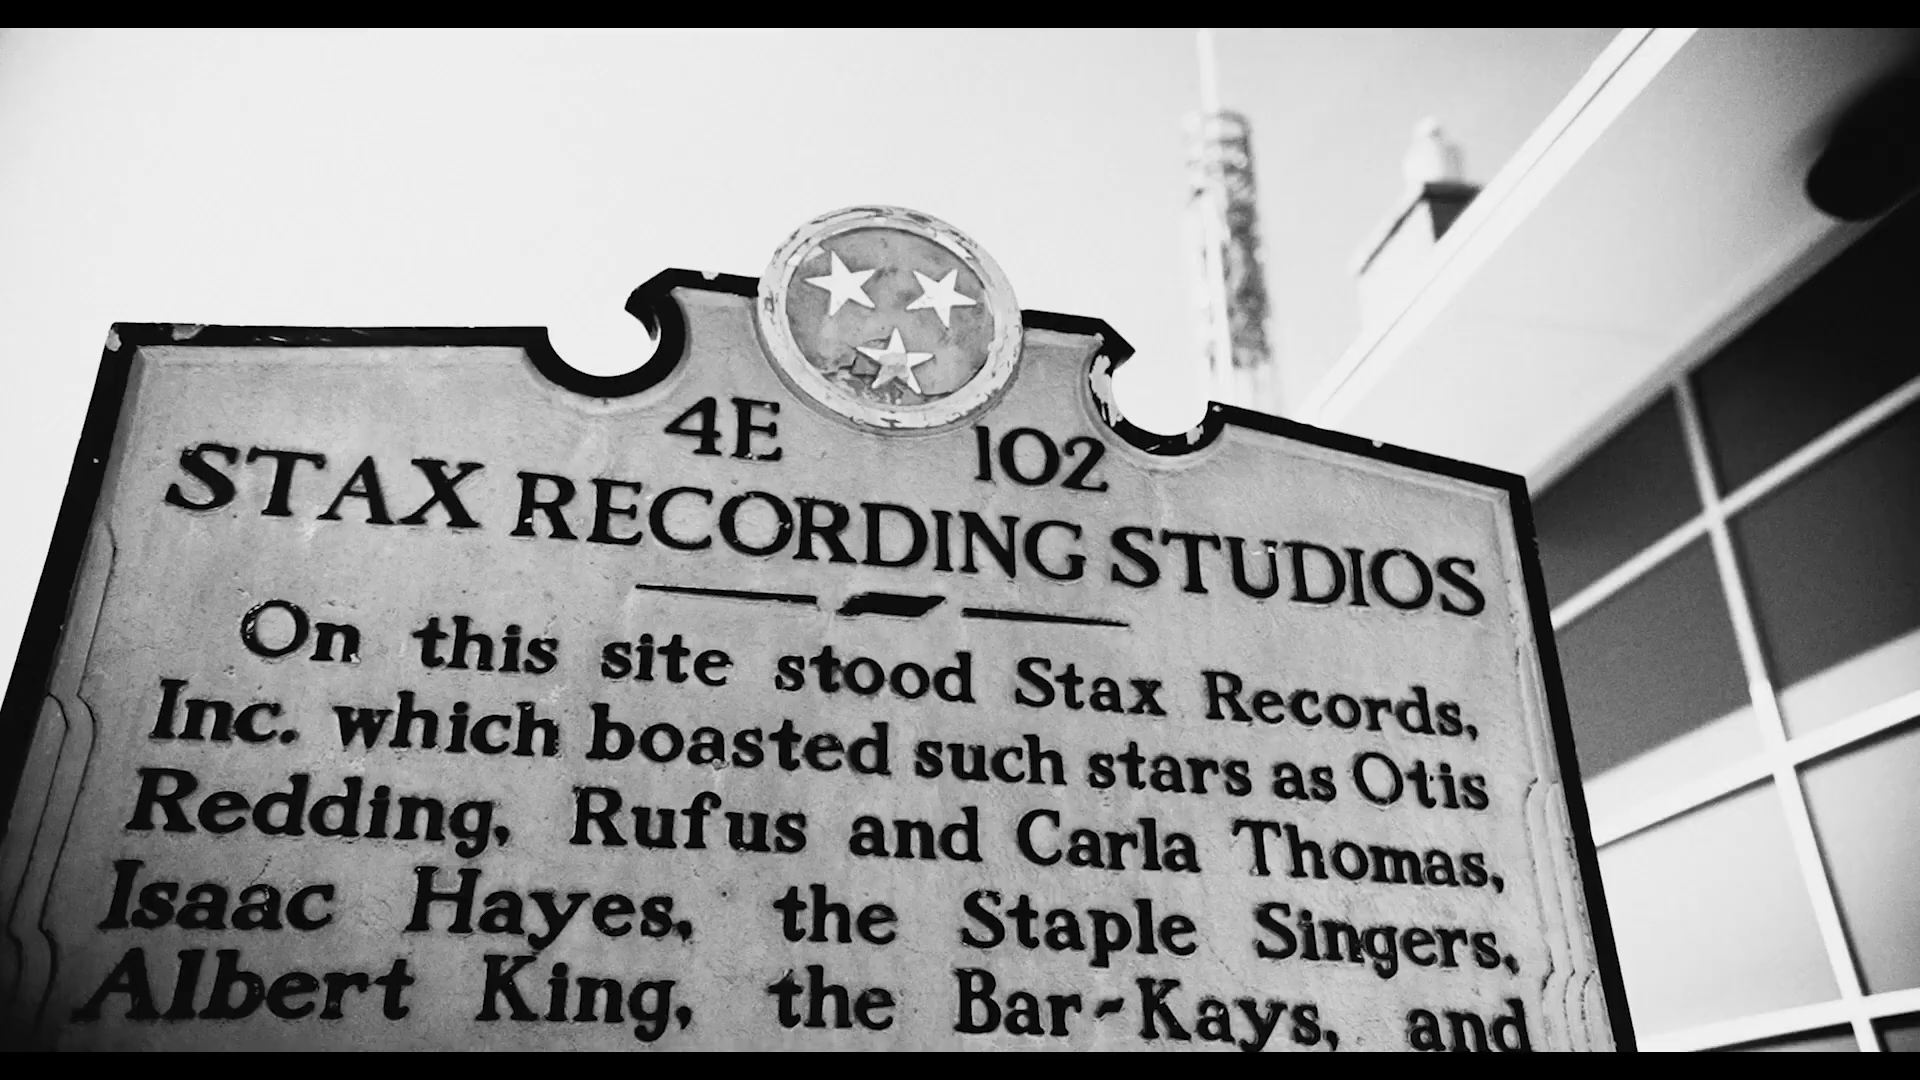 4E 102
STAX RECORDING STUDIOS
On this site stood Stax Records,
Inc. which boasted such stars as Otis
Redding, Rufus and Carla Thomas,
Isaac Hayes, the Staple Singers,
Albert King, the Bar-Kays, and